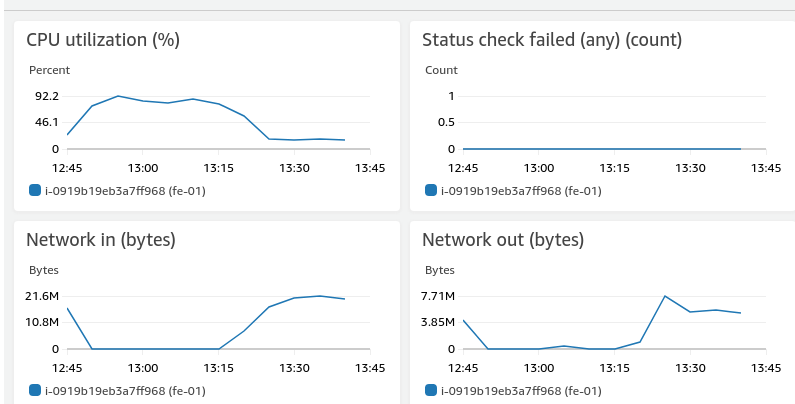 CPU utilization (%)
Percent
92.2
46.1
0
12:45 13:00 13:15 13:30 13:45
i-0919b19eb3a7ff968 (fe-01)
Status check failed (any) (count)
Count
1
0.5
0
12:45 13:00 13:15 13:30 13:45
i-0919b19eb3a7ff968 (fe-01)
Network in (bytes)
Bytes
21.6M
10.8M
0
12:45 13:00 13:15 13:30 13:45
i-0919b19eb3a7ff968 (fe-01)
Network out (bytes)
Bytes
7.71M
3.85M
0
12:45 13:00 13:15 13:30 13:45
i-0919b19eb3a7ff968 (fe-01)